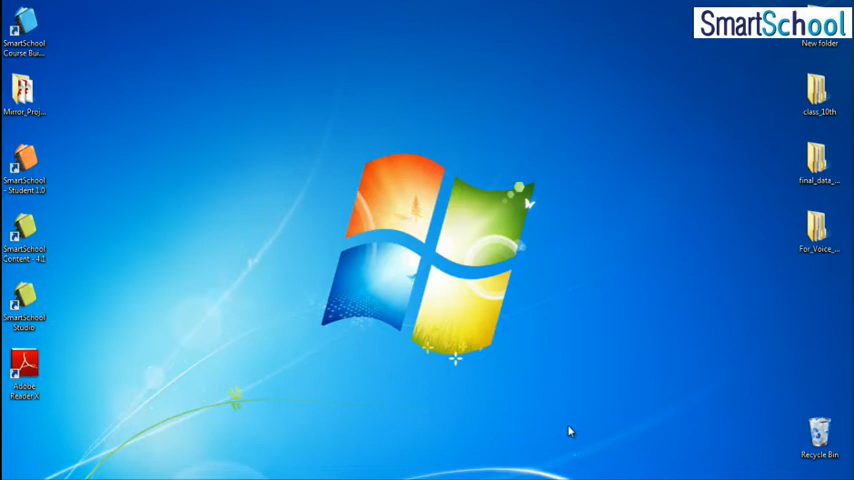 SmartSchool
SmartSchool
Course Bui...
Mirror_Proj...
SmartSchool
- Student 1.0
SmartSchool
Content - 4.1
SmartSchool
Studio
Adobe
Reader X
New folder
class_10th
final_data_...
For_Voice_...
Recycle Bin